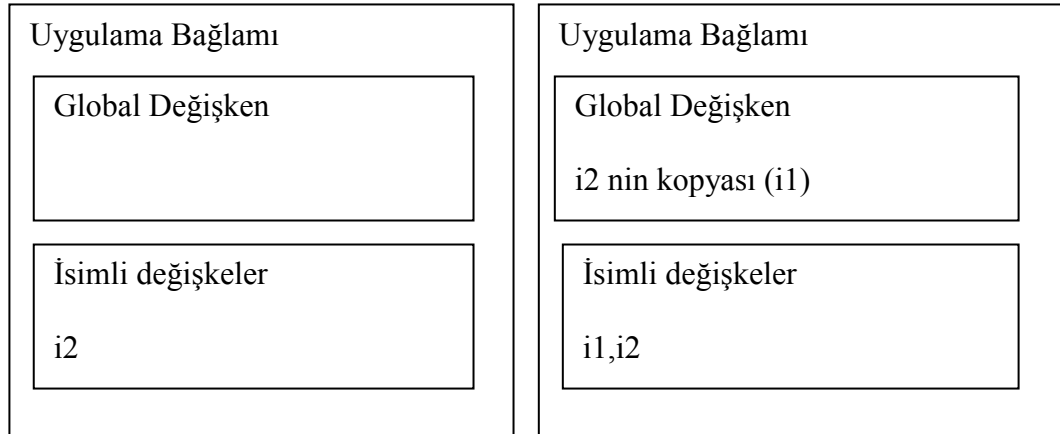 Uygulama Bağlamı
Global Değişken
İsimli değişkeler
i2
Uygulama Bağlamı
Global Değişken
i2 nin kopyası (i1)
İsimli değişkeler
i1,i2